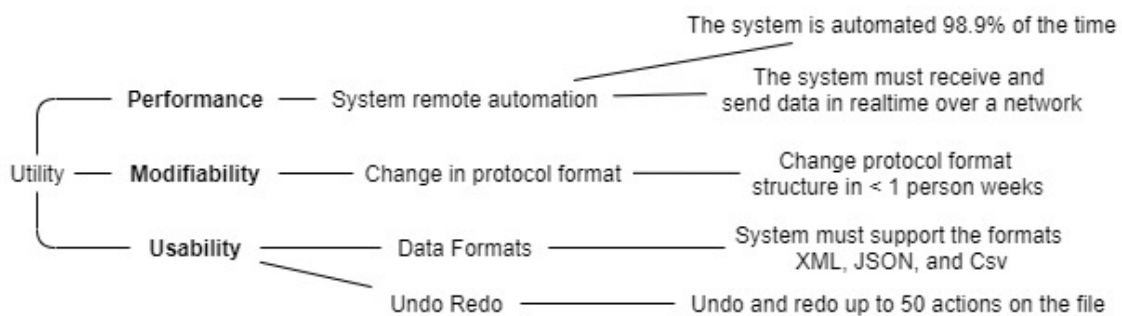 The system is automated 98.9% of the time
Performance
System remote automation
The system must receive and
send data in realtime over a network
Utility
Modifiability
Change in protocol format
Change protocol format
structure in < 1 person weeks
Usability
Data Formats
System must support the formats
XML, JSON, and Csv
Undo Redo
Undo and redo up to 50 actions on the file